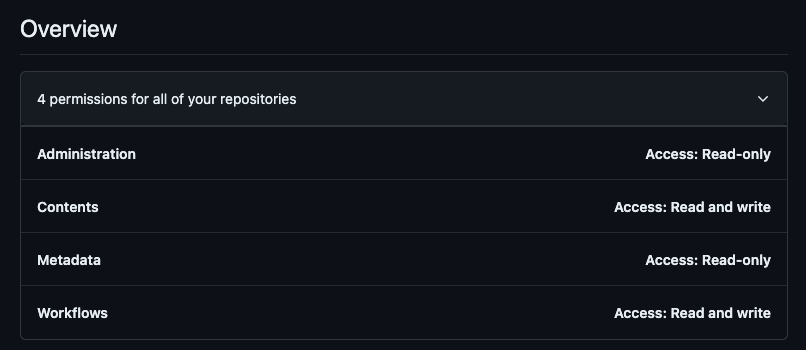 Overview
4 permissions for all of your repositories
Administration Access: Read-only
Contents Access: Read and write
Metadata Access: Read-only
Workflows Access: Read and write